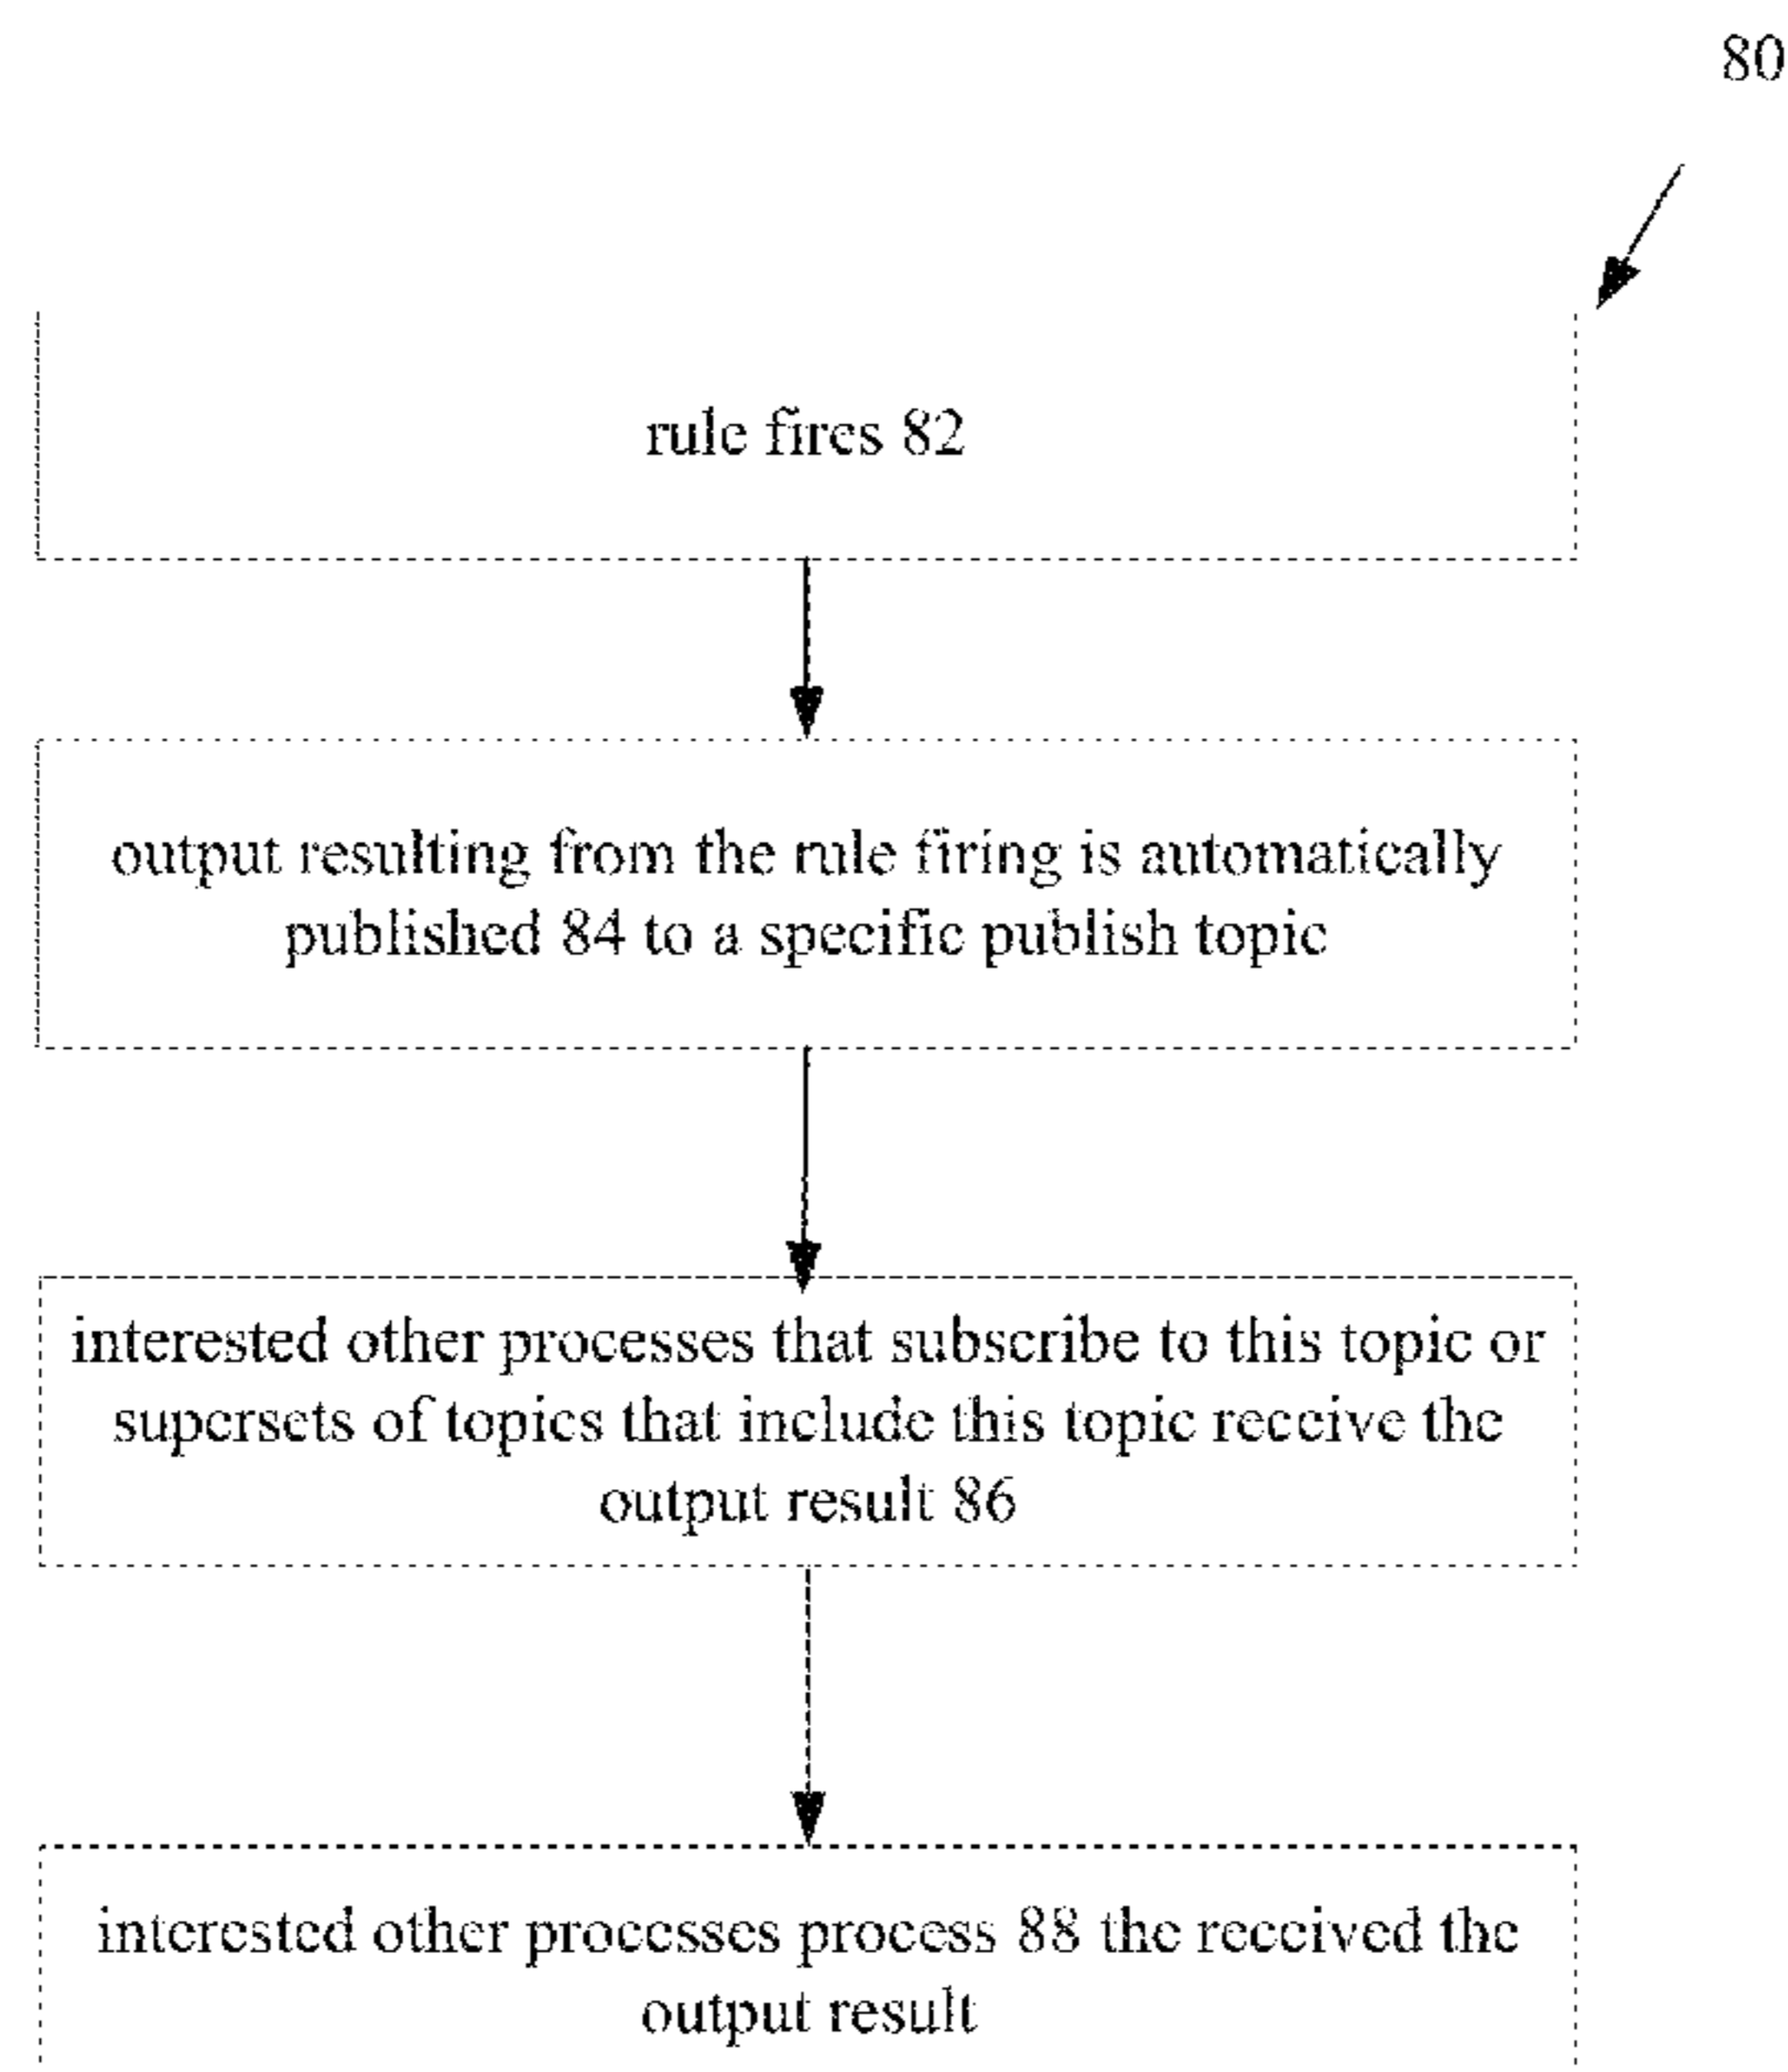 80
rule fires 82
output resulting from the rule firing is automatically
published 84 to a specific publish topic
interested other processes that subscribe to this topic or
supersets of topics that include this topic receive the
output result 86
interested other processes process 88 the received the
output result